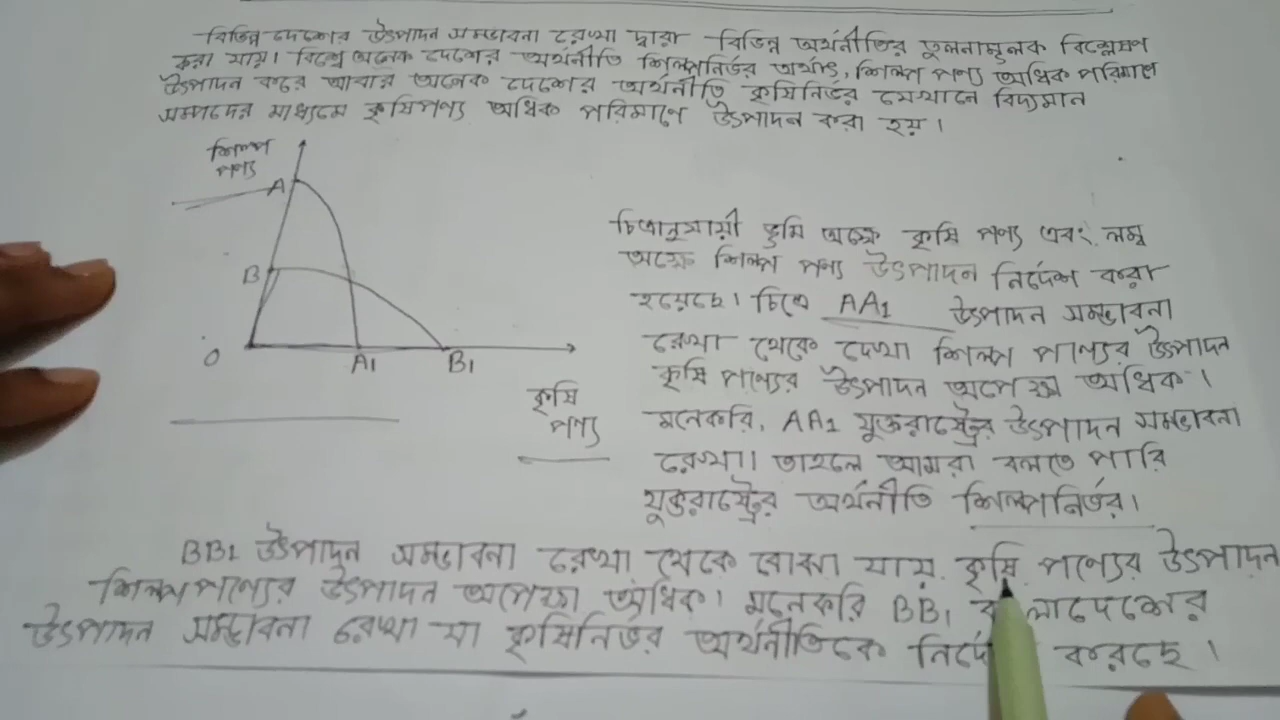 বিভিন্ন দেশের উৎপাদন সম্ভাবনা রেখা দ্বারা বিভিন্ন অর্থনীতির তুলনামূলক বিশ্লেষণ
করা যায়। বিশ্বে অনেক দেশের অর্থনীতি শিল্পনির্ভর অর্থাৎ, শিল্প পণ্য অধিক পরিমাণে
উৎপাদন করে আবার অনেক দেশের অর্থনীতি কৃষিনির্ভর যেখানে বিদ্যমান
সম্পদের মাধ্যমে কৃষিপণ্য অধিক পরিমাণে উৎপাদন করা হয়।
শিল্প
পণ্য
A
B
O
A1
B1
কৃষি
পণ্য
চিত্রানুযায়ী ভূমি অক্ষে কৃষি পণ্য এবং লম্ব
অক্ষে শিল্প পণ্য উৎপাদন নির্দেশ করা
হয়েছে। চিত্রে AA1 উৎপাদন সম্ভাবনা
রেখা থেকে দেখা শিল্প পণ্যের উৎপাদন
কৃষি পণ্যের উৎপাদন অপেক্ষা অধিক।
মনেকরি, AA1 যুক্তরাষ্ট্রের উৎপাদন সম্ভাবনা
রেখা। তাহলে আমরা বলতে পারি
যুক্তরাষ্ট্রের অর্থনীতি শিল্পনির্ভর।
BB1 উৎপাদন সম্ভাবনা রেখা থেকে বোঝা যায় কৃষি পণ্যের উৎপাদন
শিল্পপণ্যের উৎপাদন অপেক্ষা অধিক। মনেকরি BB1
উৎপাদন সম্ভাবনা রেখা যা কৃষিনির্ভর অর্থনীতিকে করেছে।